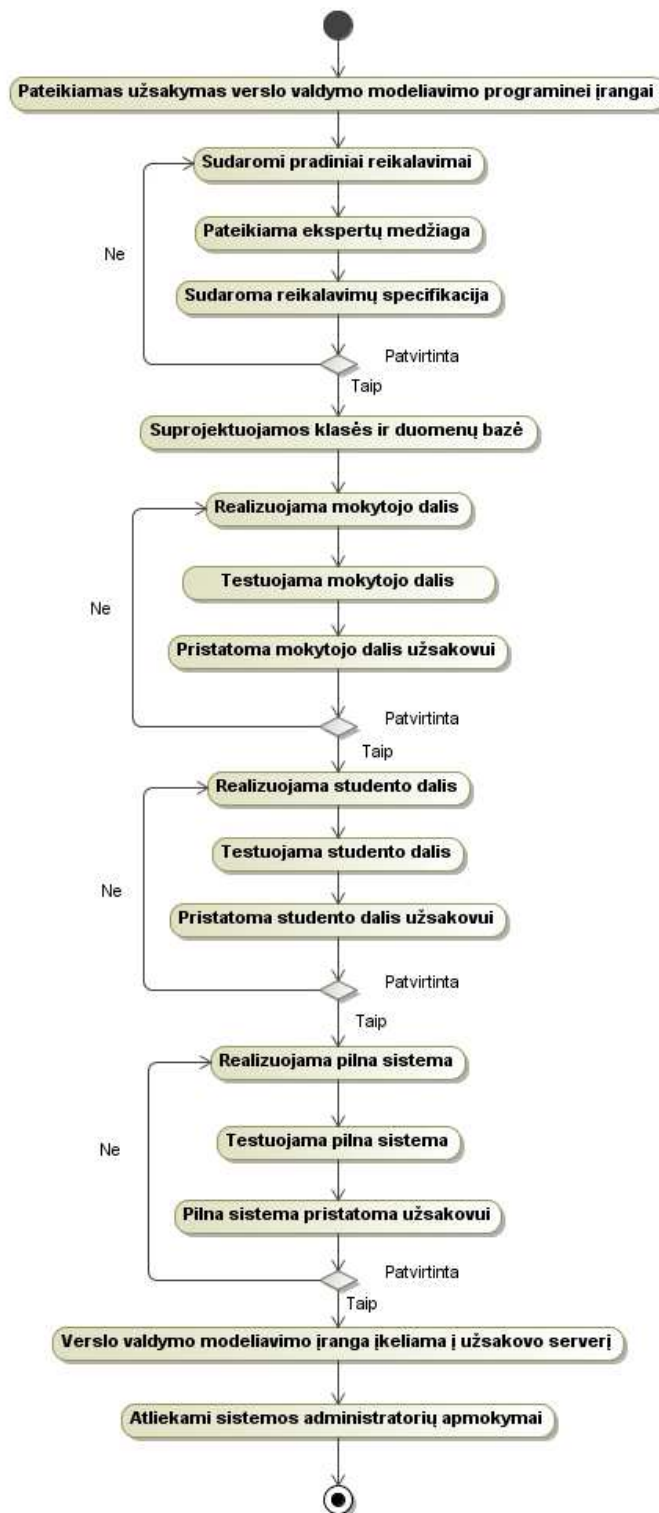 Pateikiamas užsakymas verslo valdymo modeliavimo programinei įrangai
Sudaromi pradiniai reikalavimai
Pateikiama ekspertų medžiaga
Ne
Sudaroma reikalavimų specifikacija
Patvirtinta
Taip
Suprojektuojamos klasės ir duomenų bazė
Realizuojama mokytojo dalis
Testuojama mokytojo dalis
Ne
Pristatoma mokytojo dalis užsakovui
Patvirtinta
Taip
Realizuojama studento dalis
Testuojama studento dalis
Ne
Pristatoma studento dalis užsakovui
Patvirtinta
Taip
Realizuojama pilna sistema
Testuojama pilna sistema
Ne
Pilna sistema pristatoma užsakovui
Patvirtinta
Taip
Verslo valdymo modeliavimo įranga įkeliama į užsakovo serverį
Atliekami sistemos administratorių apmokymai